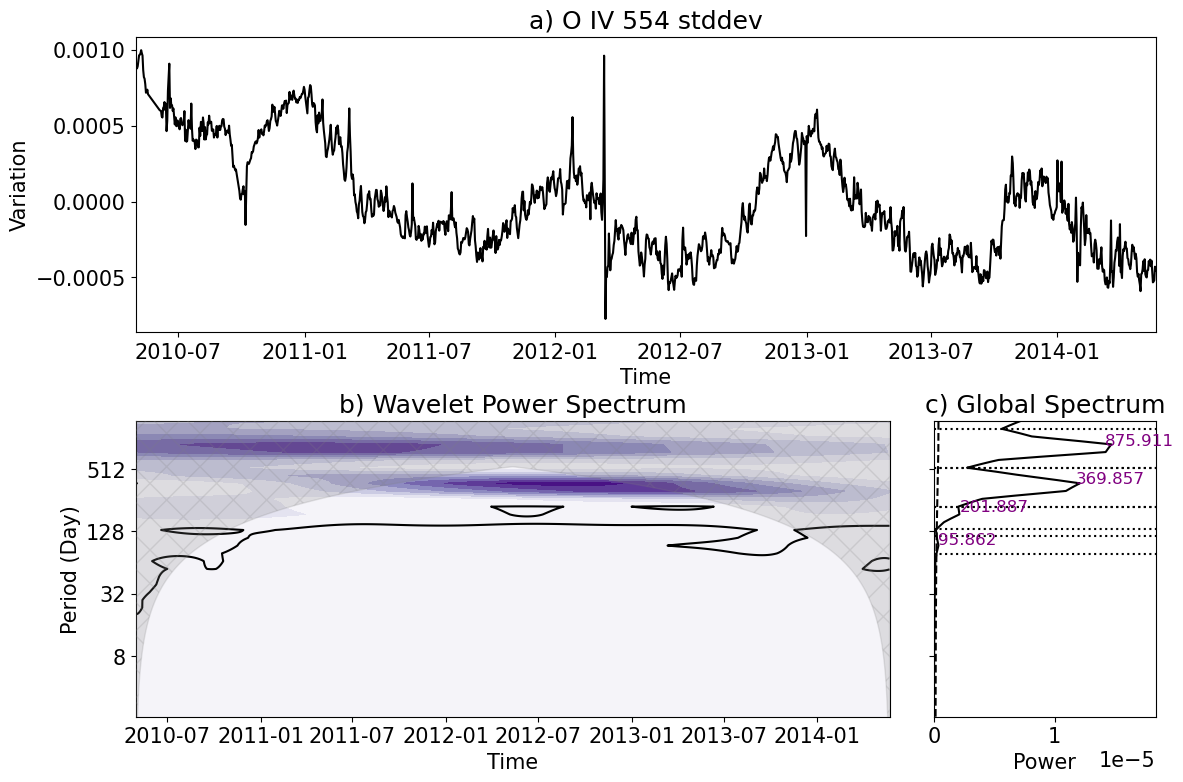 a) O IV 554 stddev
0.0010
0.0005
0.0000
−0.0005
Variation
2010-07 2011-01 2011-07 2012-01 2012-07 2013-01 2013-07 2014-01
Time
b) Wavelet Power Spectrum
512
128
32
8
Period (Day)
2010-07 2011-01 2011-07 2012-01 2012-07 2013-01 2013-07 2014-01
Time
c) Global Spectrum
875.911
369.857
201.887
95.862
0 1
Power 1e−5